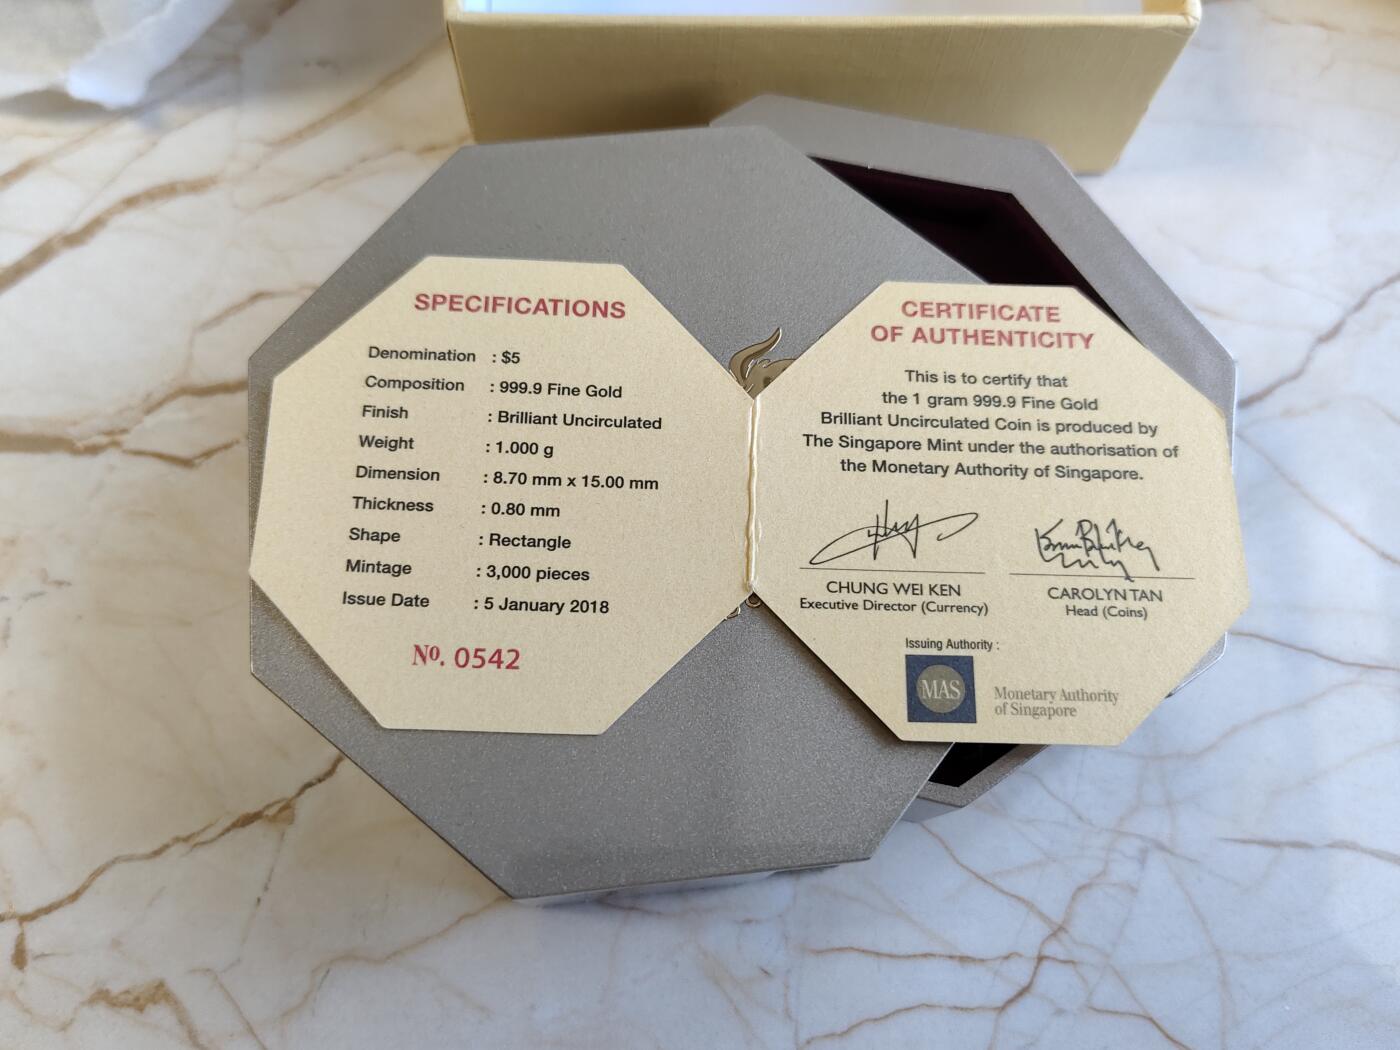 SPECIFICATIONS
Denomination : $5
Composition : 999.9 Fine Gold
Finish : Brilliant Uncirculated
Weight : 1.000 g
Dimension : 8.70 mm x 15.00 mm
Thickness : 0.80 mm
Shape : Rectangle
Mintage : 3,000 pieces
Issue Date : 5 January 2018
No. 0542
CERTIFICATE
OF AUTHENTICITY
This is to certify that
the 1 gram 999.9 Fine Gold
Brilliant Uncirculated Coin is produced by
The Singapore Mint under the authorisation of
the Monetary Authority of Singapore.
CHUNG WEI KEN
Executive Director (Currency)
CAROLYN TAN
Head (Coins)
Issuing Authority :
MAS
Monetary Authority
of Singapore